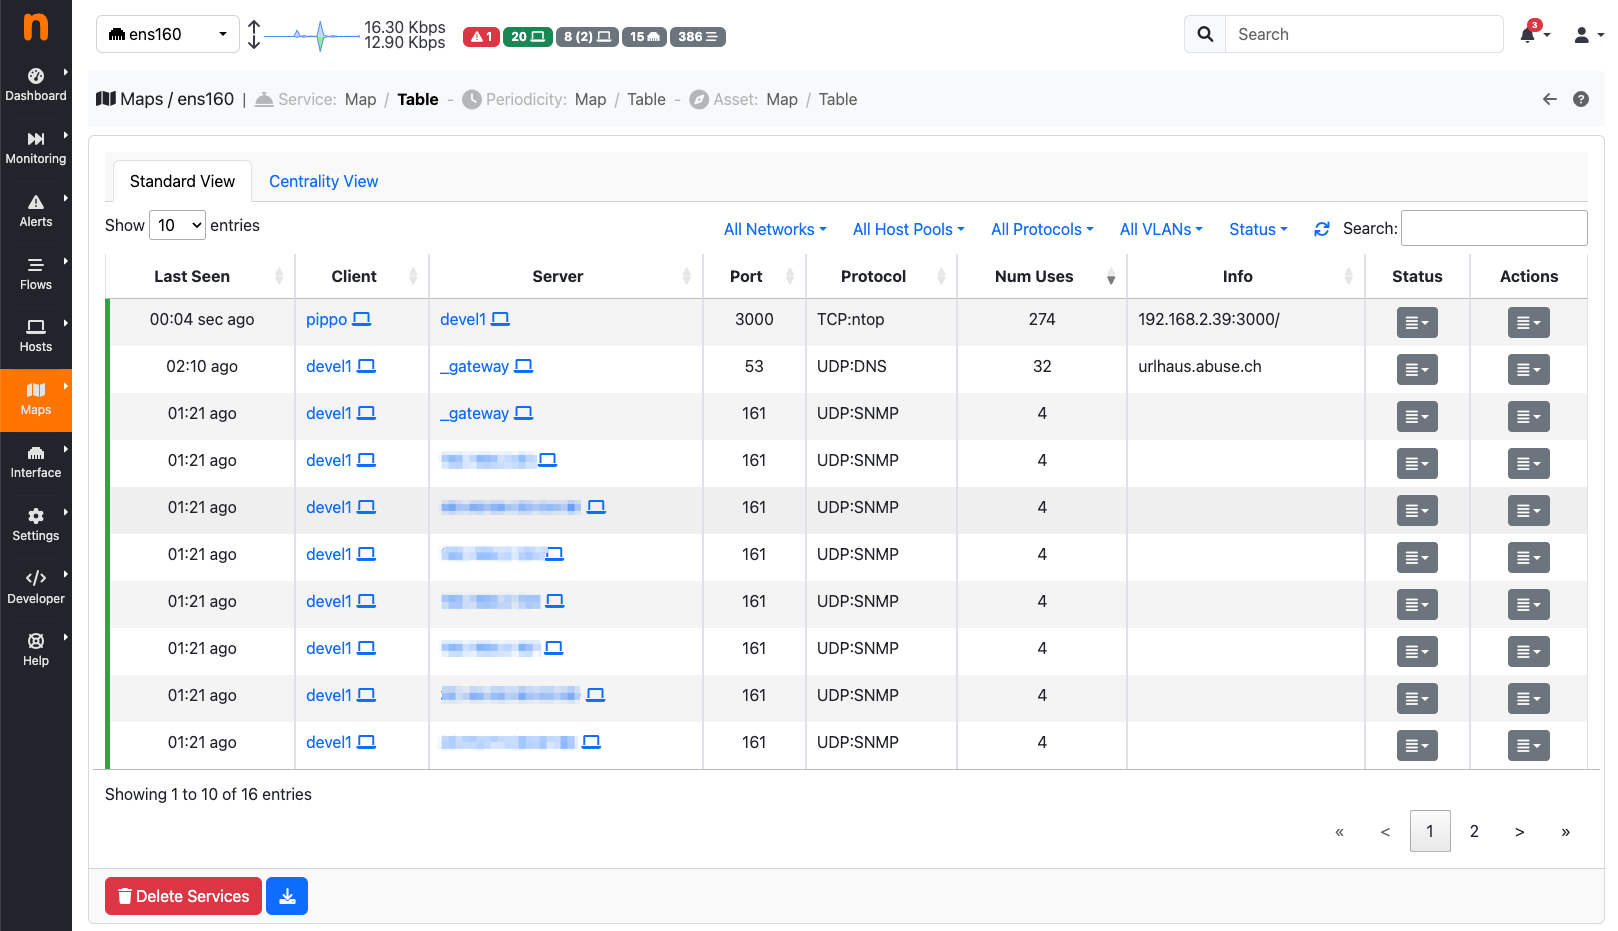 n
ens160
16.30 Kbps
12.90 Kbps
1
20
8 (2)
15
386
Search
3
Dashboard
Monitoring
Alerts
Flows
Hosts
Maps
Interface
Settings
Developer
Help
Maps / ens160 | Service: Map / Table - Periodicity: Map / Table - Asset: Map / Table
Standard View
Centrality View
Show 10 entries
All Networks
All Host Pools
All Protocols
All VLANs
Status
Search:
Last Seen Client Server Port Protocol Num Uses Info Status Actions
00:04 sec ago pippo devel1 3000 TCP:ntop 274 192.168.2.39:3000/
02:10 ago devel1 _gateway 53 UDP:DNS 32 urlhaus.abuse.ch
01:21 ago devel1 _gateway 161 UDP:SNMP 4
01:21 ago devel1 161 UDP:SNMP 4
01:21 ago devel1 161 UDP:SNMP 4
01:21 ago devel1 161 UDP:SNMP 4
01:21 ago devel1 161 UDP:SNMP 4
01:21 ago devel1 161 UDP:SNMP 4
01:21 ago devel1 161 UDP:SNMP 4
01:21 ago devel1 161 UDP:SNMP 4
Showing 1 to 10 of 16 entries
« < 1 2 > »
Delete Services